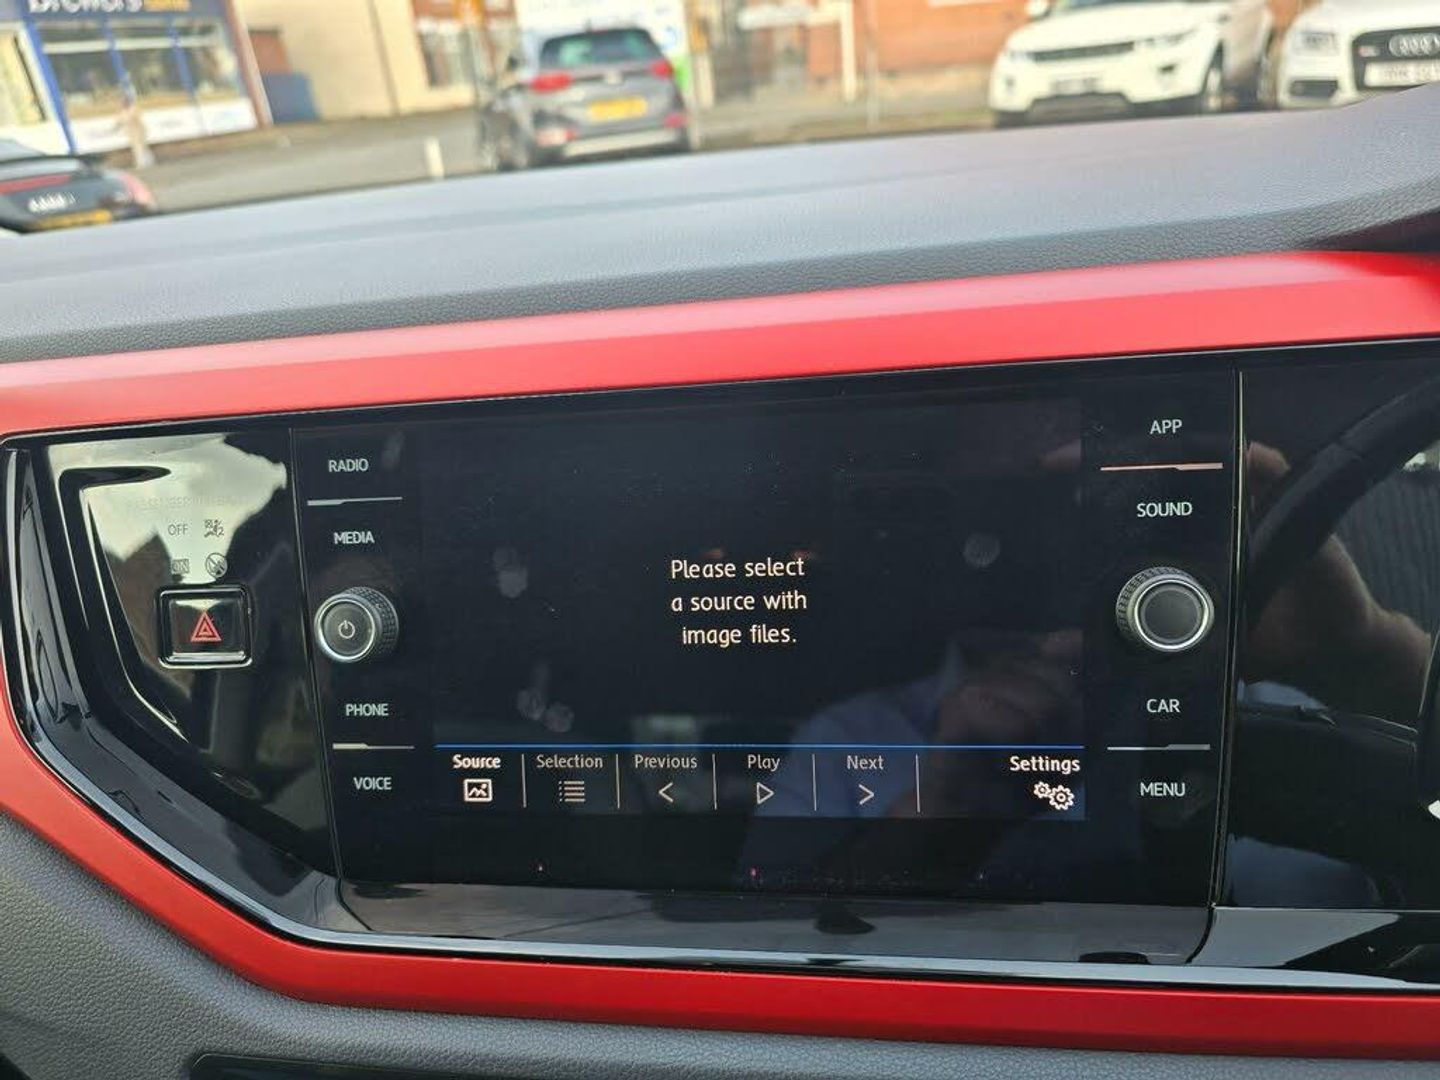 RADIO
MEDIA
PHONE
VOICE
OFF
Please select
a source with
image files.
Source
Selection
Previous
Play
Next
Settings
APP
SOUND
CAR
MENU